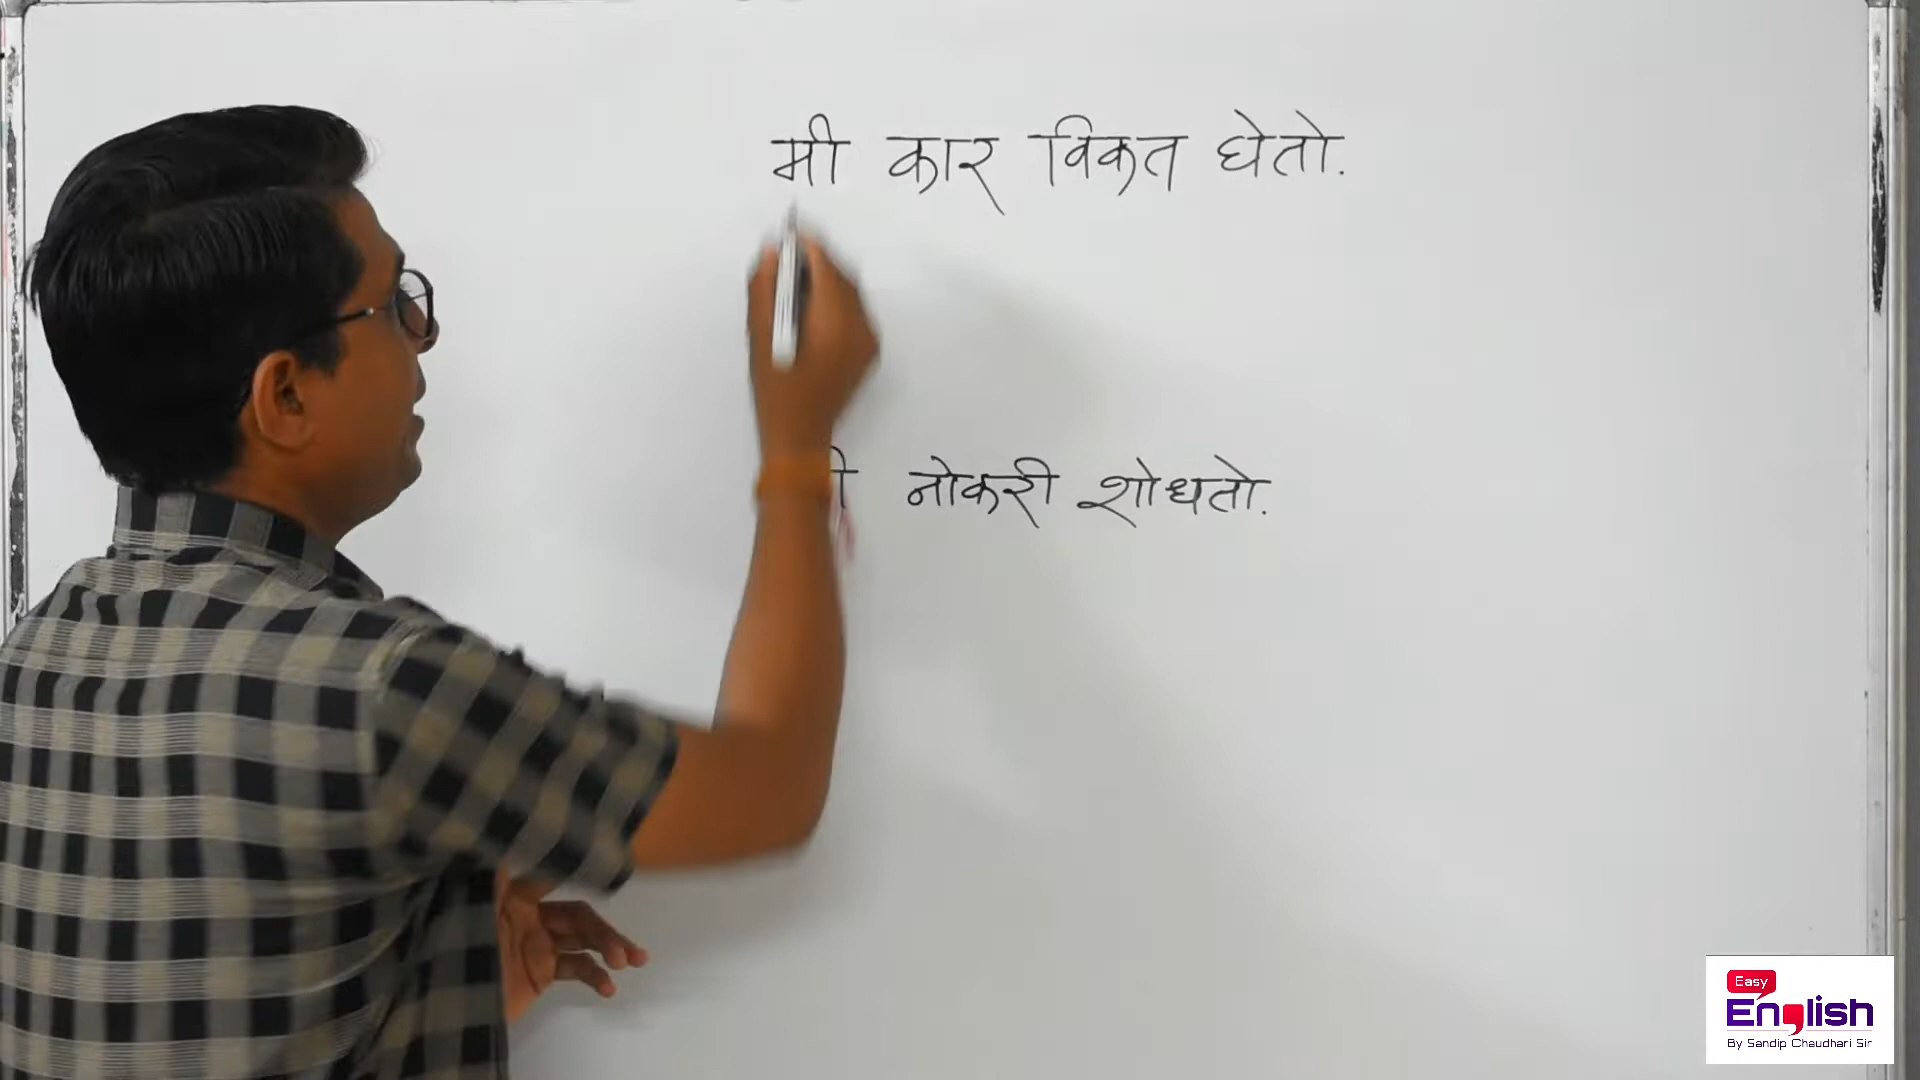 मी कार विकत घेतो.
नोकरी शोधतो.
Easy
English
By Sandip Chaudhari Sir